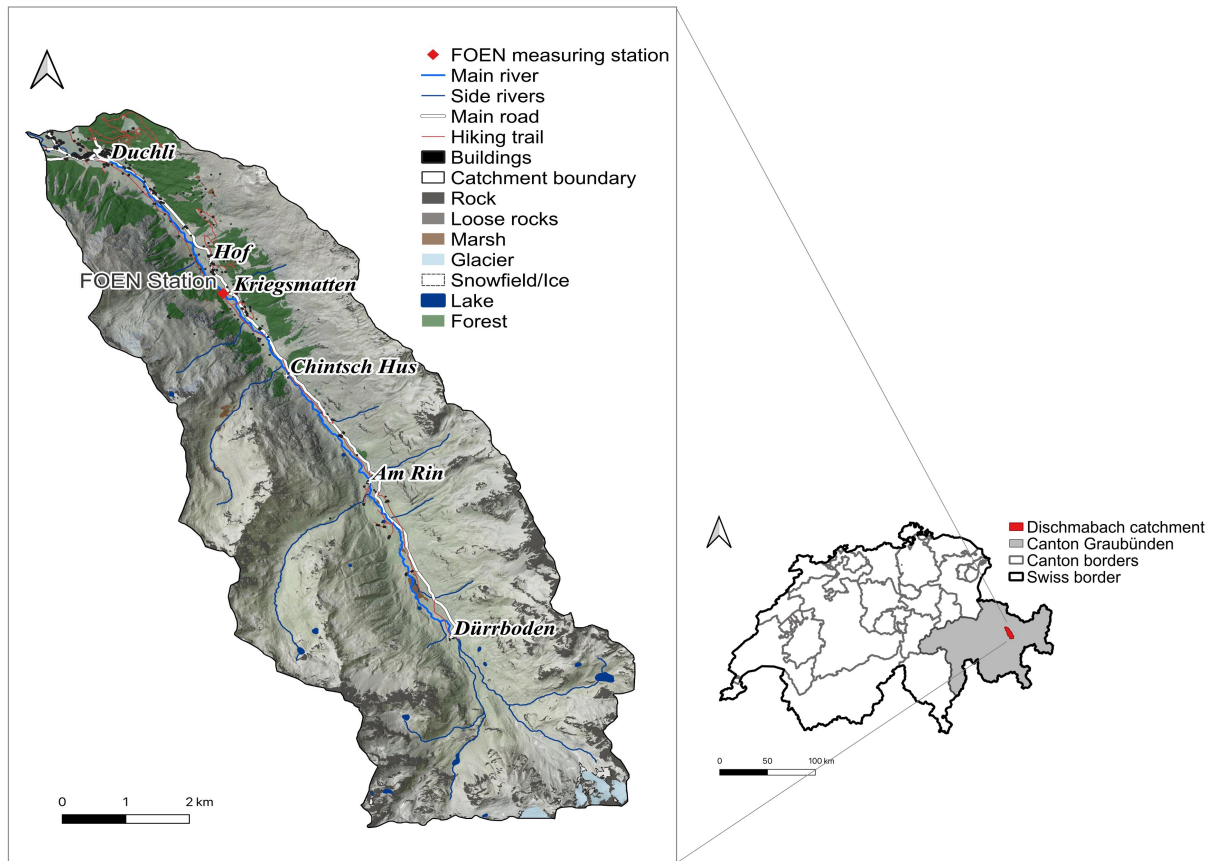 FOEN measuring station
Main river
Side rivers
Main road
Hiking trail
Buildings
Catchment boundary
Rock
Loose rocks
Marsh
Glacier
Snowfield/Ice
Lake
Forest
Duchli
Hof
FOEN Station
Kriegsmatten
Chintsch Hus
Am Rin
Dürrboden
0 1 2 km
Dischmabach catchment
Canton Graubünden
Canton borders
Swiss border
0 50 100 km